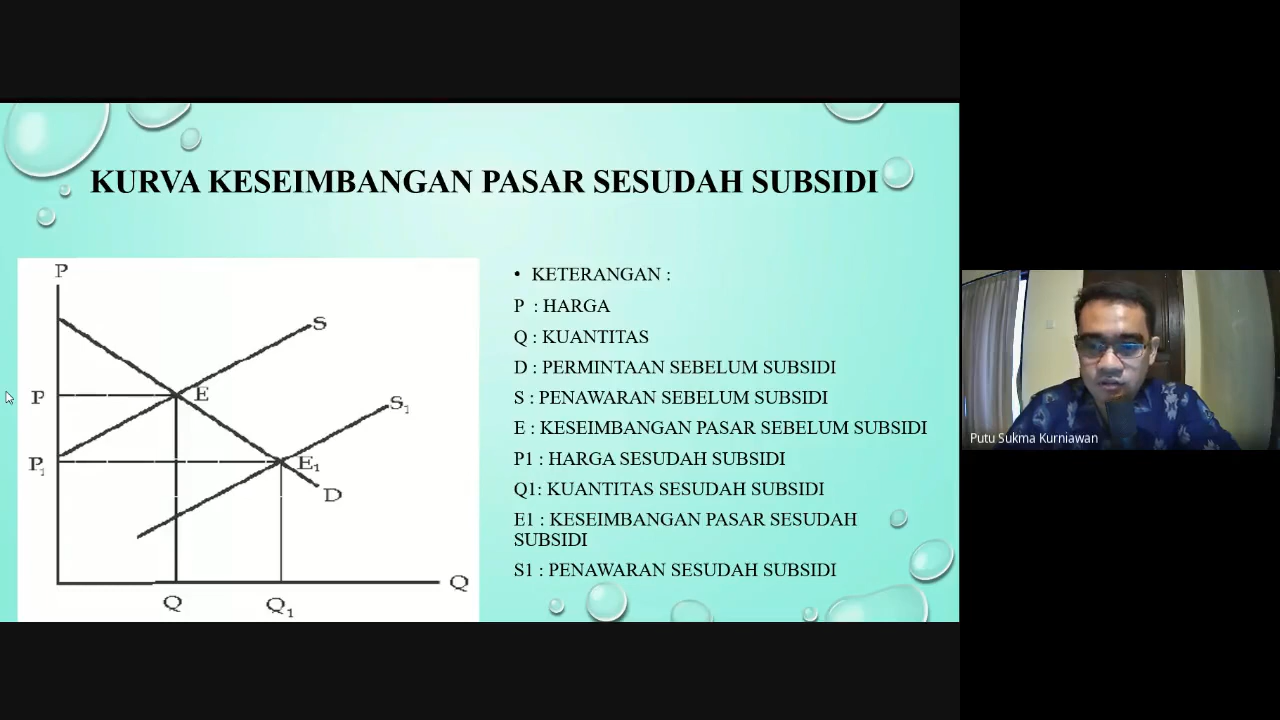 KURVA KESEIMBANGAN PASAR SESUDAH SUBSIDI
P
S
P
E
S1
P1
E1
D
Q
Q
Q1
• KETERANGAN :
P : HARGA
Q : KUANTITAS
D : PERMINTAAN SEBELUM SUBSIDI
S : PENAWARAN SEBELUM SUBSIDI
E : KESEIMBANGAN PASAR SEBELUM SUBSIDI
P1 : HARGA SESUDAH SUBSIDI
Q1: KUANTITAS SESUDAH SUBSIDI
E1 : KESEIMBANGAN PASAR SESUDAH
SUBSIDI
S1 : PENAWARAN SESUDAH SUBSIDI
Putu Sukma Kurniawan